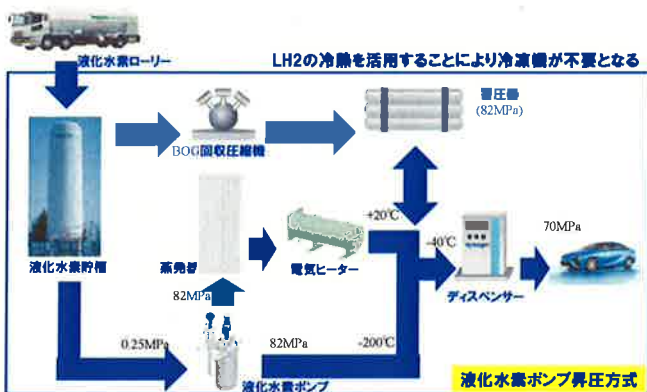 液化水素ローリー
LH2の冷熱を活用することにより冷凍機が不要となる
蓄圧器
(82MPa)
BOG回収圧縮機
+20℃
-40℃
70MPa
液化水素貯槽
蒸発器
電気ヒーター
ディスペンサー
82MPa
0.25MPa
82MPa
-200℃
液化水素ポンプ
液化水素ポンプ昇圧方式